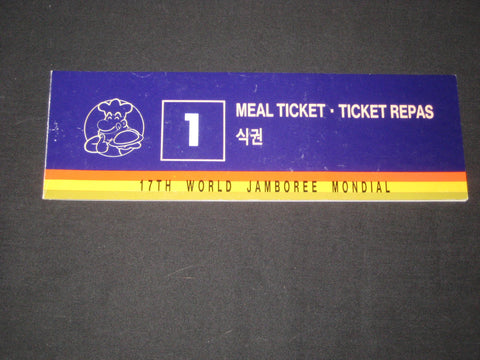 1
MEAL TICKET · TICKET REPAS
식권
17TH WORLD JAMBOREE MONDIAL